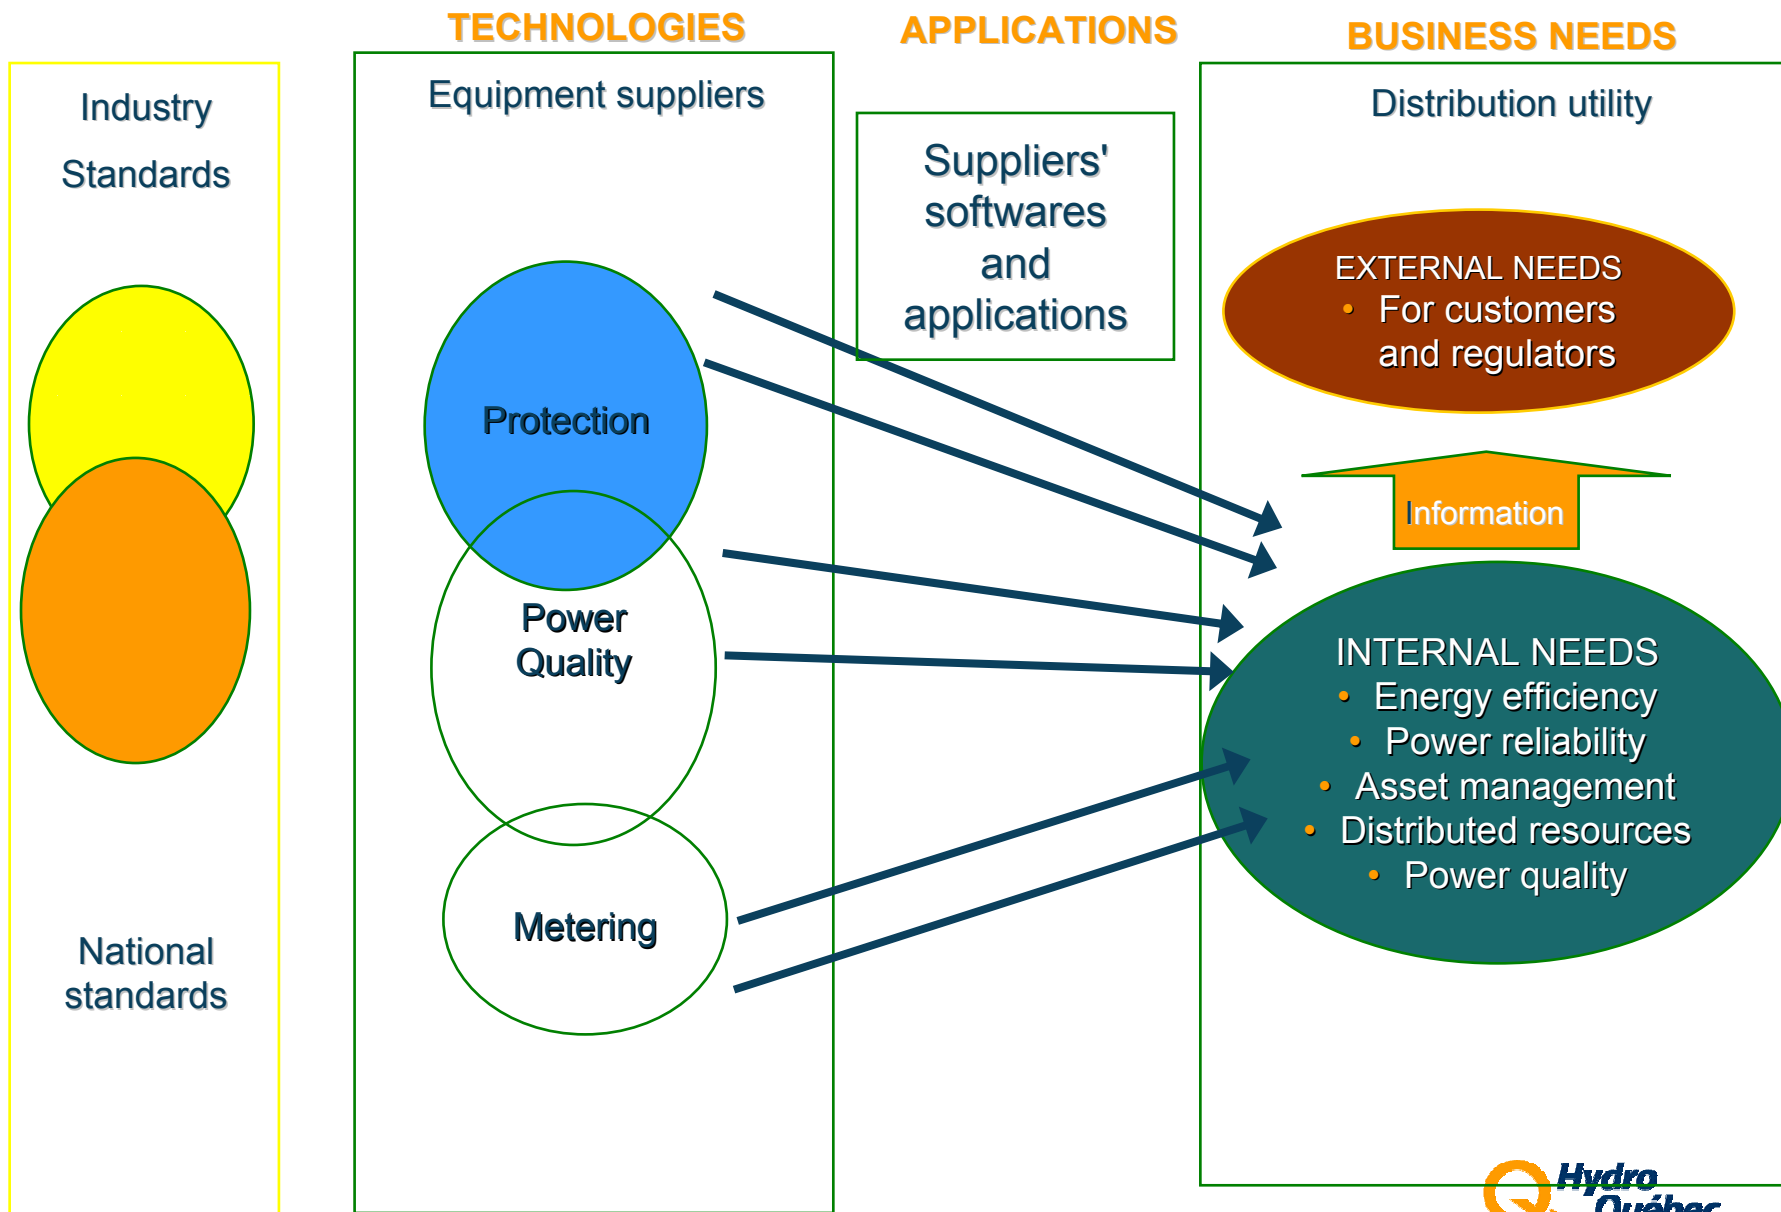 TECHNOLOGIES
APPLICATIONS
BUSINESS NEEDS
Industry
Standards
National
standards
Equipment suppliers
Protection
Power
Quality
Metering
Suppliers'
softwares
and
applications
Distribution utility
EXTERNAL NEEDS
• For customers
and regulators
Information
INTERNAL NEEDS
• Energy efficiency
• Power reliability
• Asset management
• Distributed resources
• Power quality
Hydro
Québec